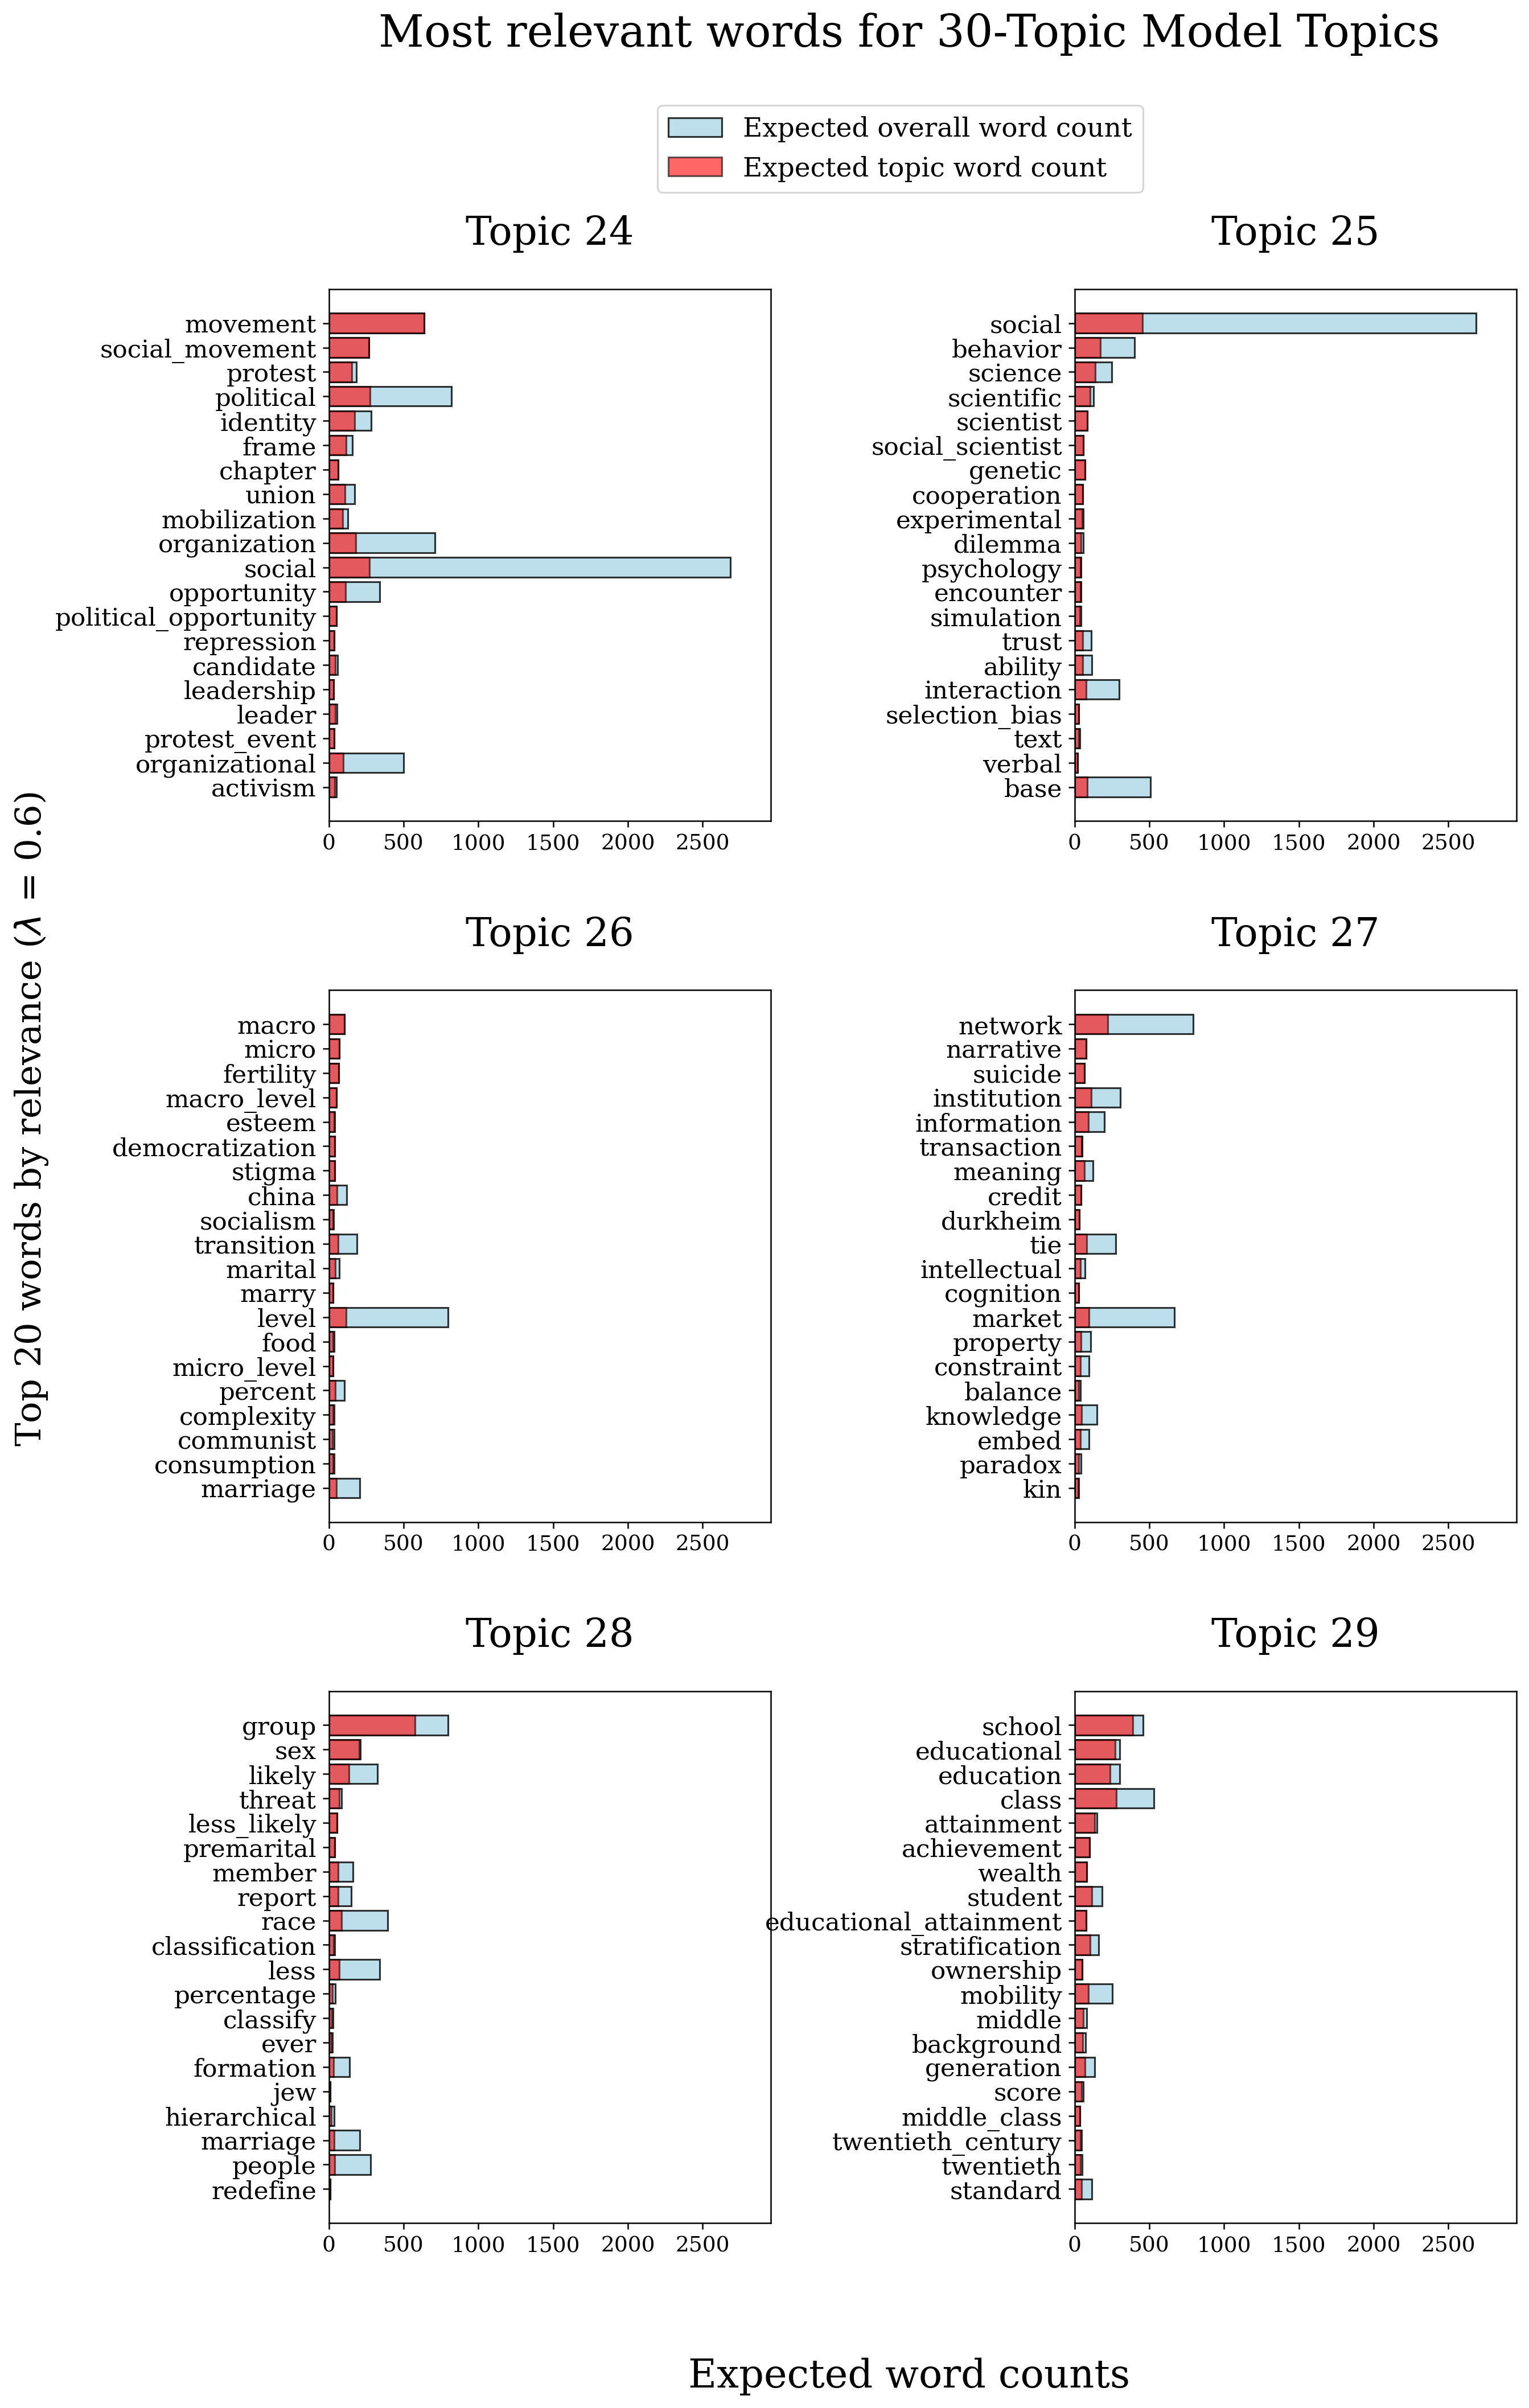 Most relevant words for 30-Topic Model Topics
Expected overall word count
Expected topic word count
Top 20 words by relevance (λ = 0.6)
Topic 24
movement
social_movement
protest
political
identity
frame
chapter
union
mobilization
organization
social
opportunity
political_opportunity
repression
candidate
leadership
leader
protest_event
organizational
activism
0 500 1000 1500 2000 2500
Topic 25
social
behavior
science
scientific
scientist
social_scientist
genetic
cooperation
experimental
dilemma
psychology
encounter
simulation
trust
ability
interaction
selection_bias
text
verbal
base
0 500 1000 1500 2000 2500
Topic 26
macro
micro
fertility
macro_level
esteem
democratization
stigma
china
socialism
transition
marital
marry
level
food
micro_level
percent
complexity
communist
consumption
marriage
0 500 1000 1500 2000 2500
Topic 27
network
narrative
suicide
institution
information
transaction
meaning
credit
durkheim
tie
intellectual
cognition
market
property
constraint
balance
knowledge
embed
paradox
kin
0 500 1000 1500 2000 2500
Topic 28
group
sex
likely
threat
less_likely
premarital
member
report
race
classification
less
percentage
classify
ever
formation
jew
hierarchical
marriage
people
redefine
0 500 1000 1500 2000 2500
Topic 29
school
educational
education
class
attainment
achievement
wealth
student
educational_attainment
stratification
ownership
mobility
middle
background
generation
score
middle_class
twentieth_century
twentieth
standard
0 500 1000 1500 2000 2500
Expected word counts